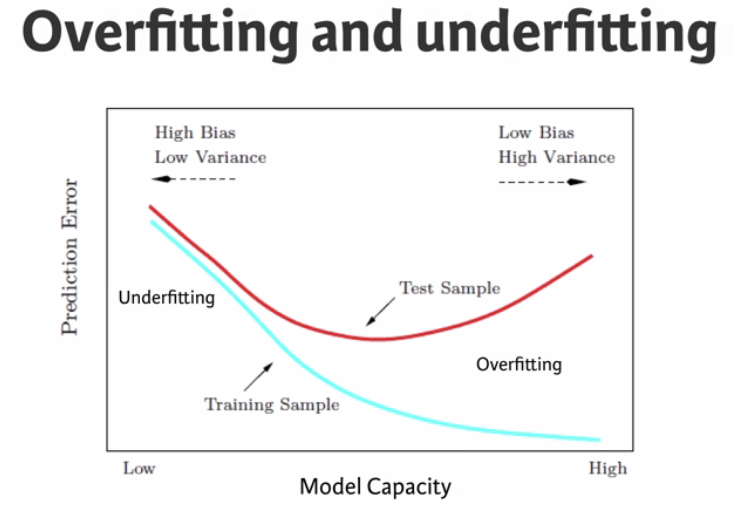 Overfitting and underfitting
High Bias
Low Variance
Low Bias
High Variance
Prediction Error
Underfitting
Test Sample
Overfitting
Training Sample
Low
High
Model Capacity